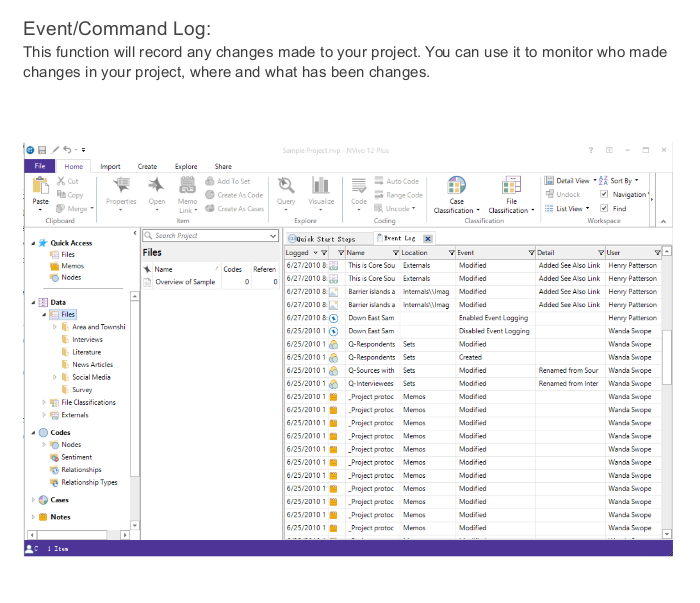 Event/Command Log:
This function will record any changes made to your project. You can use it to monitor who made
changes in your project, where and what has been changes.
Sample Project.nvp - NVivo 12 Plus
File Home Import Create Explore Share
Paste
Cut
Copy
Merge
Clipboard
Properties
Open
Memo
Link
Add To Set
Create As Code
Create As Cases
Item
Query
Visualize
Explore
Code
Auto Code
Range Code
Uncode
Coding
Case
Classification
File
Classification
Classification
Detail View
Sort By
Undock
Navigation
List View
Find
Workspace
Quick Access
Files
Memos
Nodes
Data
Files
Area and Townshi
Interviews
Literature
News Articles
Social Media
Survey
File Classifications
Externals
Codes
Nodes
Sentiment
Relationships
Relationship Types
Cases
Notes
Search Project
Files
Name Codes Referen
Overview of Sample 0 0
Quick Start Steps
Event Log
Logged Name Location Event Detail User
6/27/2010 8: This is Core Sou Externals Modified Added See Also Link Henry Patterson
6/27/2010 8: This is Core Sou Externals Modified Added See Also Link Henry Patterson
6/27/2010 8: Barrier islands a Internals\\Imag Modified Added See Also Link Henry Patterson
6/27/2010 8: Barrier islands a Internals\\Imag Modified Added See Also Link Henry Patterson
6/27/2010 8: Down East Sam Enabled Event Logging Henry Patterson
6/25/2010 1 Down East Sam Disabled Event Logging Wanda Swope
6/25/2010 1 Q-Respondents Sets Modified Wanda Swope
6/25/2010 1 Q-Respondents Sets Created Wanda Swope
6/25/2010 1 Q-Sources with Sets Modified Renamed from Sour Wanda Swope
6/25/2010 1 Q-Interviewees Sets Modified Renamed from Inter Wanda Swope
6/25/2010 1 _Project protoc Memos Modified Wanda Swope
6/25/2010 1 _Project protoc Memos Modified Wanda Swope
6/25/2010 1 _Project protoc Memos Modified Wanda Swope
6/25/2010 1 _Project protoc Memos Modified Wanda Swope
6/25/2010 1 _Project protoc Memos Modified Wanda Swope
6/25/2010 1 _Project protoc Memos Modified Wanda Swope
6/25/2010 1 _Project protoc Memos Modified Wanda Swope
6/25/2010 1 _Project protoc Memos Modified Wanda Swope
6/25/2010 1 _Project protoc Memos Modified Wanda Swope
6/25/2010 1 _Project protoc Memos Modified Wanda Swope
6/25/2010 1 _Project protoc Memos Modified Wanda Swope
1 Item